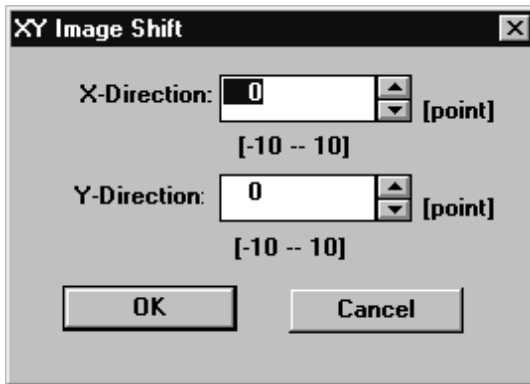 XY Image Shift
X-Direction: 0 [point]
[-10 -- 10]
Y-Direction: 0 [point]
[-10 -- 10]
OK Cancel